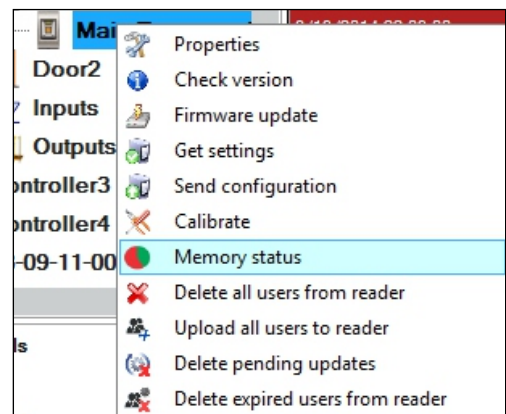 Mai
Properties
Door2
Check version
Inputs
Firmware update
Outputs
Get settings
ontroller3
Send configuration
ontroller4
Calibrate
-09-11-00
Memory status
Delete all users from reader
Upload all users to reader
ls
Delete pending updates
Delete expired users from reader